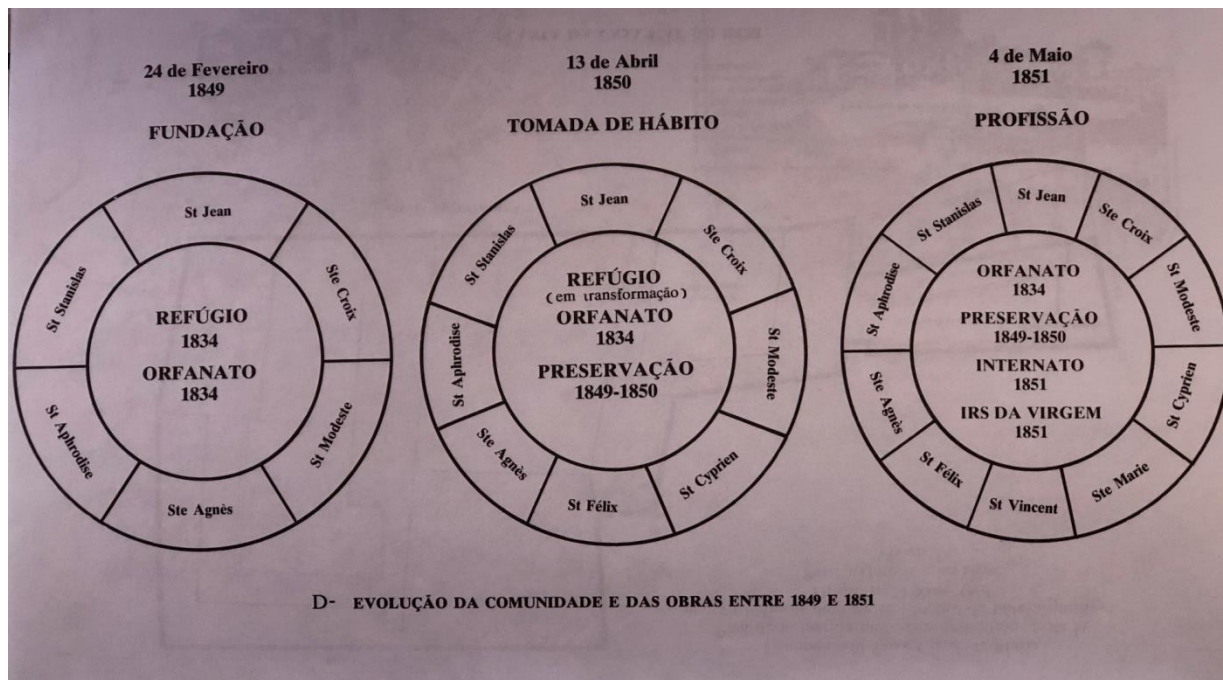 24 de Fevereiro
1849
FUNDAÇÃO
St Jean
Ste Croix
St Modeste
Ste Agnès
St Aphrodise
St Stanislas
REFÚGIO
1834
ORFANATO
1834
13 de Abril
1850
TOMADA DE HÁBITO
St Jean
Ste Croix
St Modeste
St Cyprien
St Félix
Ste Agnès
St Aphrodise
St Stanislas
REFÚGIO
(em transformação)
ORFANATO
1834
PRESERVAÇÃO
1849-1850
4 de Maio
1851
PROFISSÃO
St Jean
Ste Croix
St Modeste
St Cyprien
Ste Marie
St Vincent
St Félix
Ste Agnès
St Aphrodise
St Stanislas
ORFANATO
1834
PRESERVAÇÃO
1849-1850
INTERNATO
1851
IRS DA VIRGEM
1851
D- EVOLUÇÃO DA COMUNIDADE E DAS OBRAS ENTRE 1849 E 1851